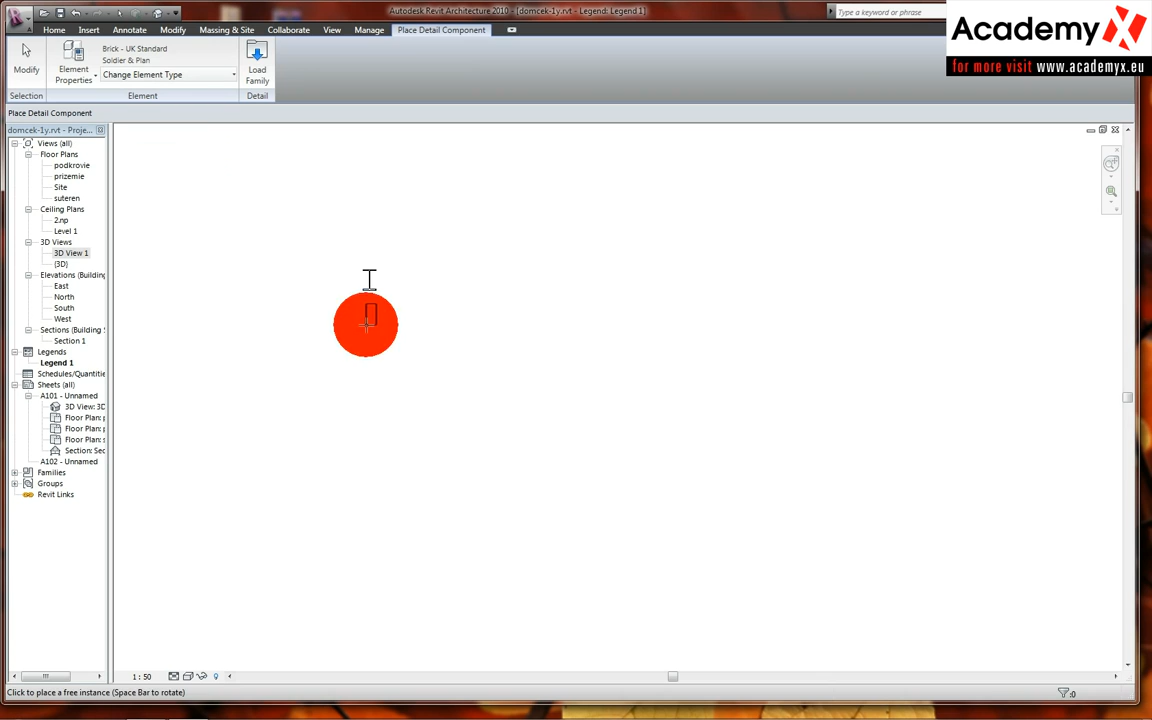 Autodesk Revit Architecture 2010 - [domcek-1y.rvt - Legend: Legend 1]
Type a keyword or phrase
Home Annotate Modify Massing & Site Collaborate View Manage Place Detail Component
Modify
Element
Properties
Brick - UK Standard
Soldier & Plan
Change Element Type
Load
Family
Selection Element Detail
Place Detail Component
AcademyX
for more visit www.academyx.eu
domcek-1y.rvt - Proje...
Views (all)
Floor Plans
podkrovie
prizemie
Site
suteren
Ceiling Plans
2.np
Level 1
3D Views
3D View 1
{3D}
Elevations (Building
East
North
South
West
Sections (Building S
Section 1
Legends
Legend 1
Schedules/Quantitie
Sheets (all)
A101 - Unnamed
3D View: 3D
Floor Plan: p
Floor Plan: p
Floor Plan: s
Section: Sec
A102 - Unnamed
Families
Groups
Revit Links
1 : 50
Click to place a free instance (Space Bar to rotate)
:0